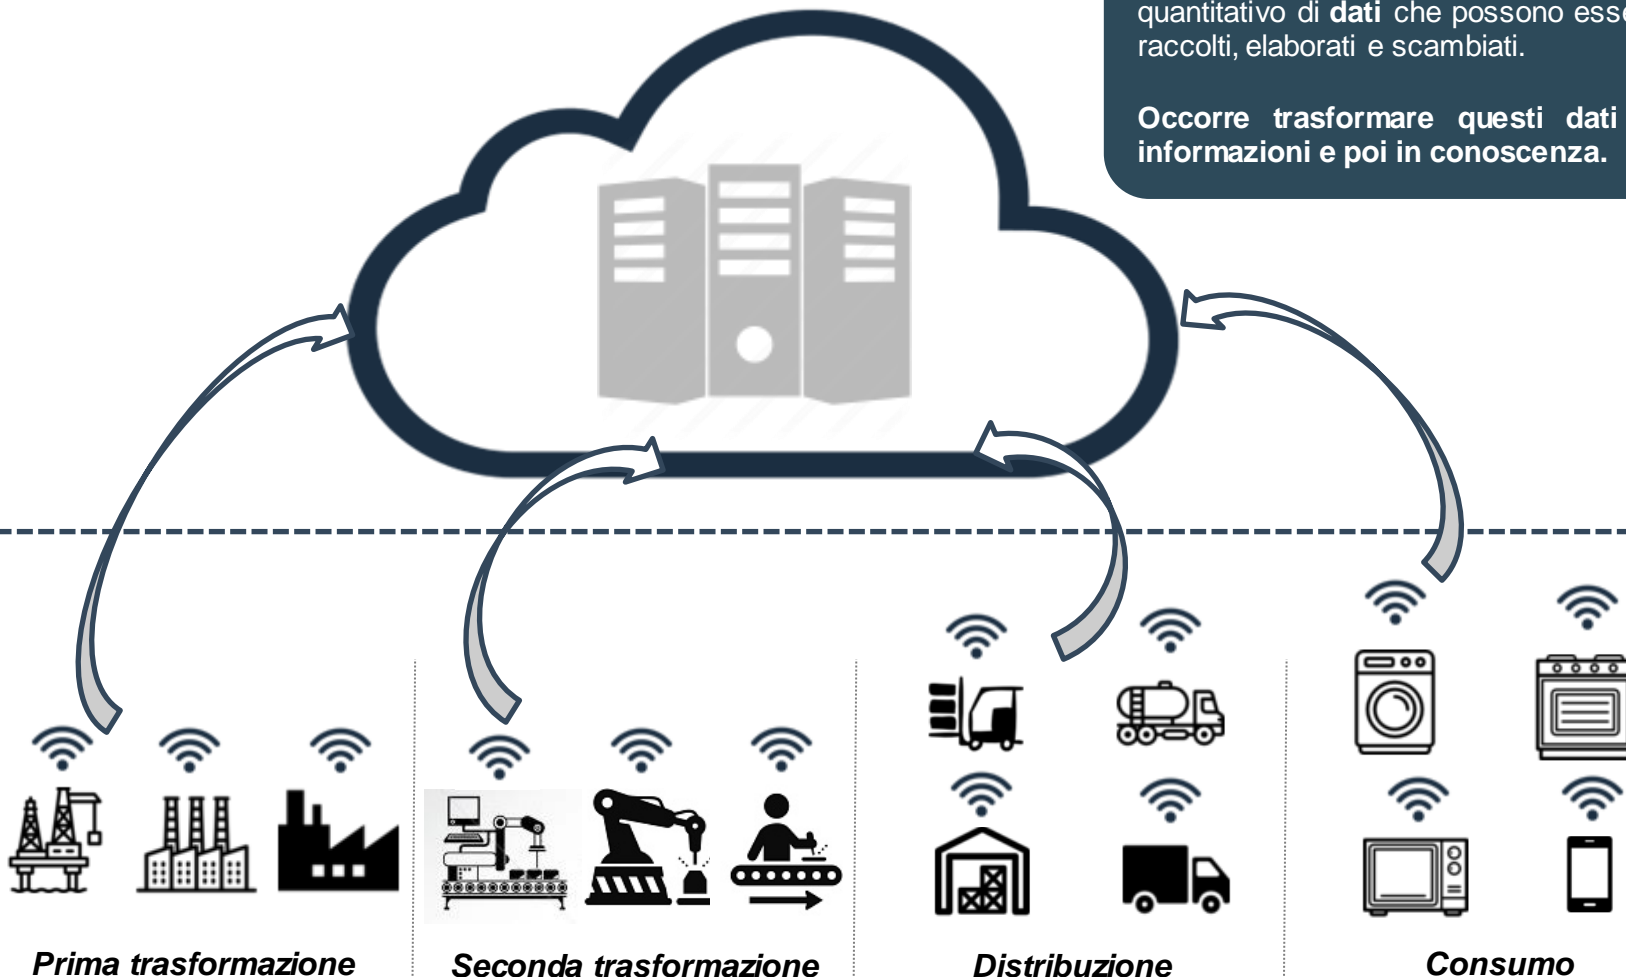 quantitativo di dati che possono
raccolti, elaborati e scambiati.
Occorre trasformare questi dati
informazioni e poi in conoscenza.
Prima trasformazione
Seconda trasformazione
Distribuzione
Consumo